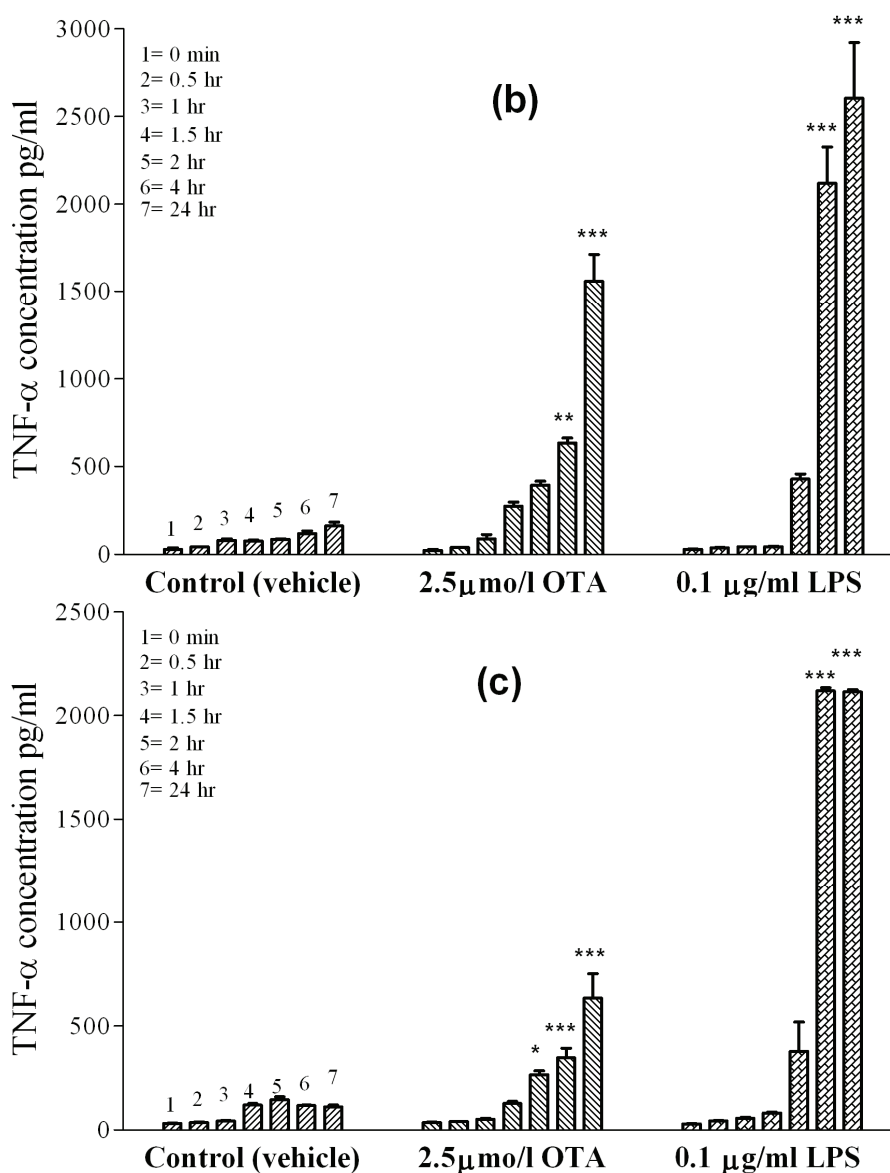 3000
2500
2000
1500
1000
500
0
TNF-α concentration pg/ml
1= 0 min
2= 0.5 hr
3= 1 hr
4= 1.5 hr
5= 2 hr
6= 4 hr
7= 24 hr
(b)
1 2 3 4 5 6 7
** ***
*** ***
Control (vehicle) 2.5μmo/l OTA 0.1 μg/ml LPS
2500
2000
1500
1000
500
0
TNF-α concentration pg/ml
1= 0 min
2= 0.5 hr
3= 1 hr
4= 1.5 hr
5= 2 hr
6= 4 hr
7= 24 hr
(c)
1 2 3 4 5 6 7
* *** ***
*** ***
Control (vehicle) 2.5μmo/l OTA 0.1 μg/ml LPS